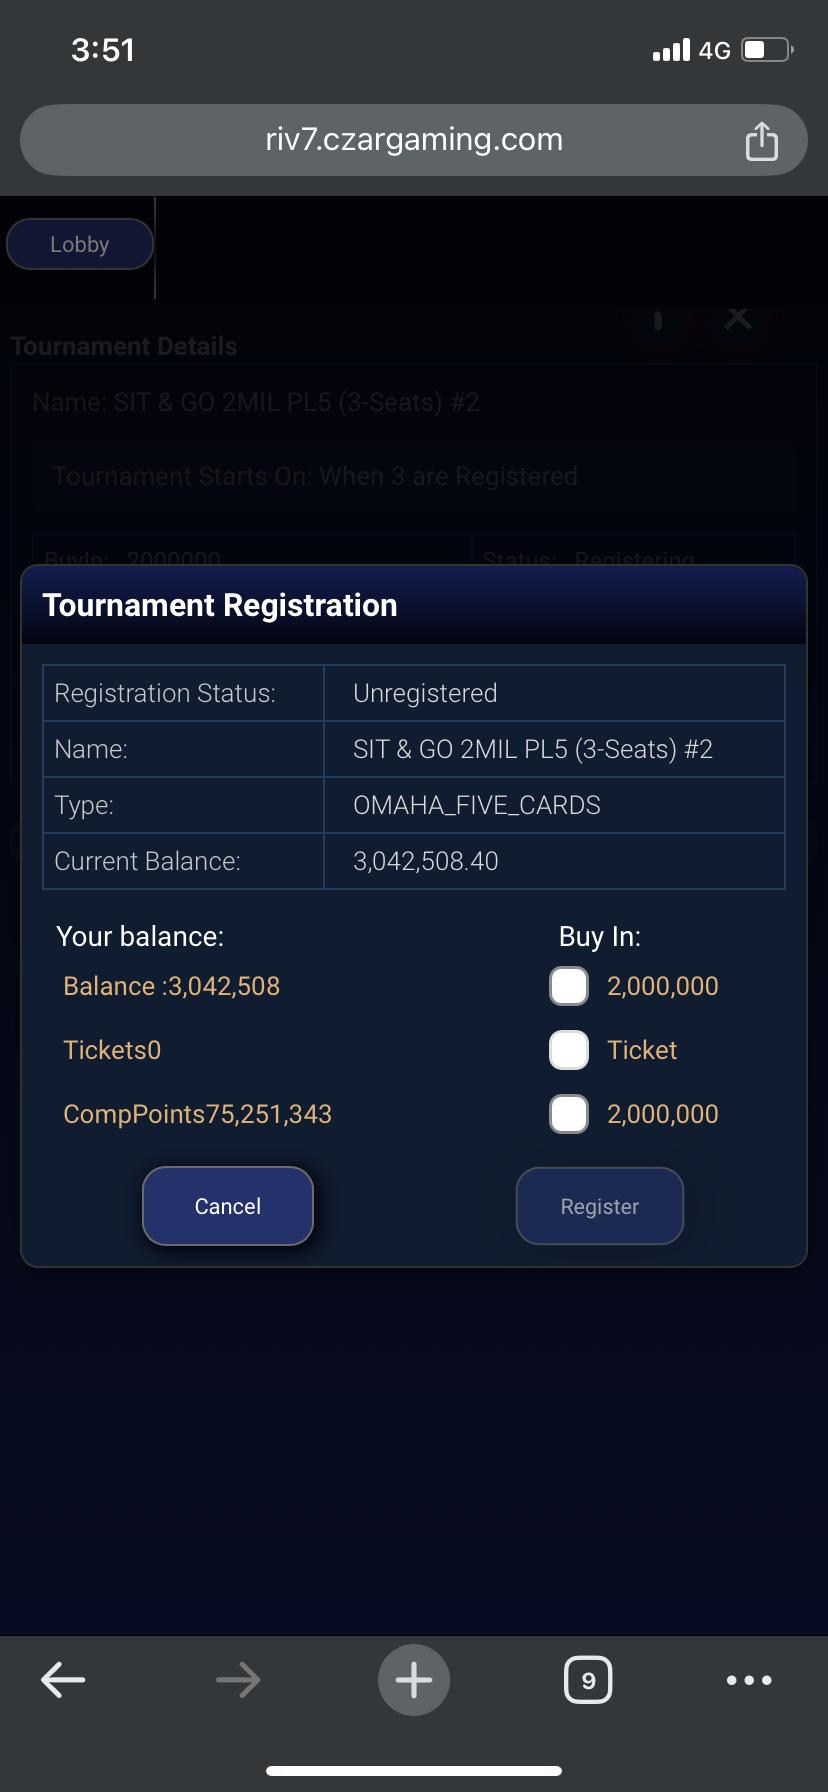 3:51
4G
riv7.czargaming.com
Lobby
Tournament Details
Name: SIT & GO 2MIL PL5 (3-Seats) #2
Tournament Starts On: When 3 are Registered
BuyIn: 2000000 Status: Registering
Tournament Registration
Registration Status: Unregistered
Name: SIT & GO 2MIL PL5 (3-Seats) #2
Type: OMAHA_FIVE_CARDS
Current Balance: 3,042,508.40
Your balance: Buy In:
Balance :3,042,508 2,000,000
Tickets0 Ticket
CompPoints75,251,343 2,000,000
Cancel Register
9